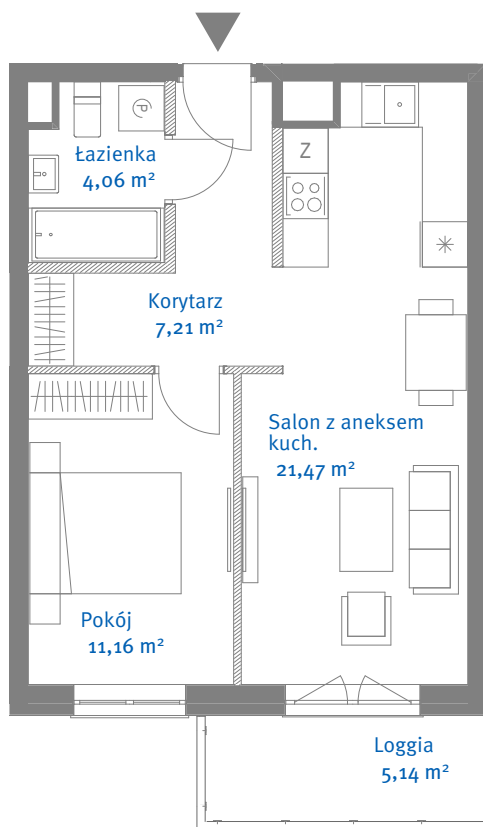 P
Łazienka
4,06 m²
Z
Korytarz
7,21 m²
Salon z aneksem
kuch.
21,47 m²
Pokój
11,16 m²
Loggia
5,14 m²